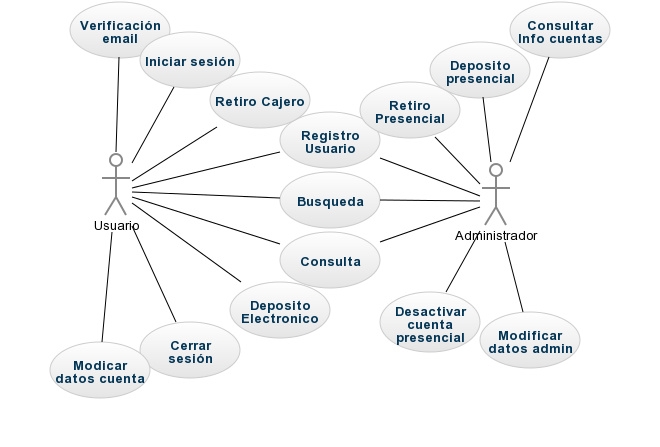 Verificación
email
Consultar
Info cuentas
Iniciar sesión
Deposito
presencial
Retiro Cajero
Retiro
Presencial
Registro
Usuario
Busqueda
Usuario
Administrador
Consulta
Deposito
Electronico
Desactivar
cuenta
presencial
Modificar
datos admin
Cerrar
sesión
Modicar
datos cuenta